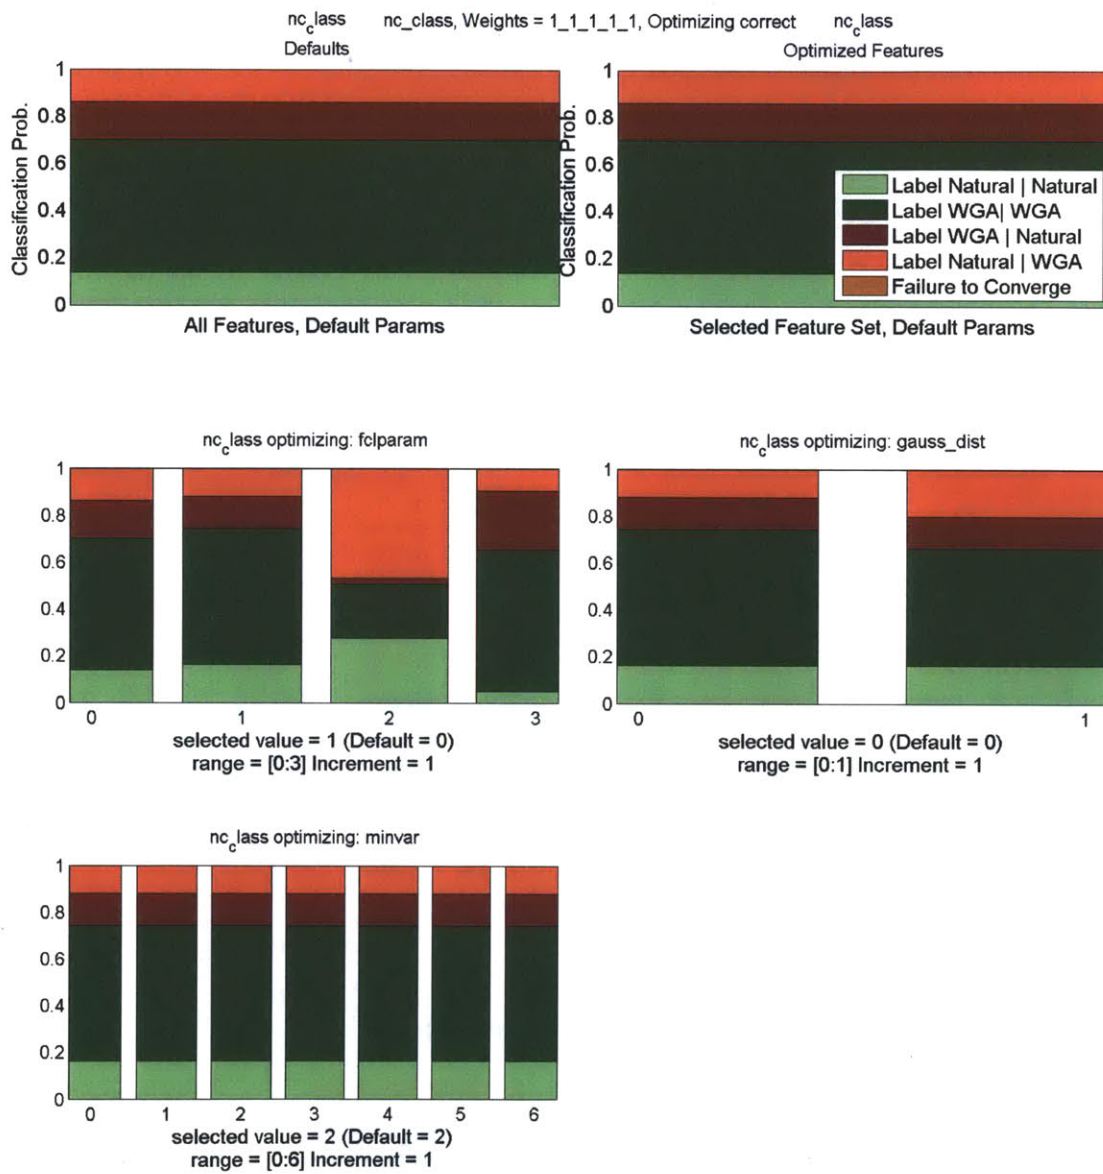 nc_class nc_class, Weights = 1_1_1_1_1, Optimizing correct nc_class
Defaults
Optimized Features
Classification Prob.
1
0.8
0.6
0.4
0.2
0
All Features, Default Params
Classification Prob.
1
0.8
0.6
0.4
0.2
0
Label Natural | Natural
Label WGA| WGA
Label WGA | Natural
Label Natural | WGA
Failure to Converge
Selected Feature Set, Default Params
nc_class optimizing: fclparam
1
0.8
0.6
0.4
0.2
0
0 1 2 3
selected value = 1 (Default = 0)
range = [0:3] Increment = 1
nc_class optimizing: gauss_dist
1
0.8
0.6
0.4
0.2
0
0 1
selected value = 0 (Default = 0)
range = [0:1] Increment = 1
nc_class optimizing: minvar
1
0.8
0.6
0.4
0.2
0
0 1 2 3 4 5 6
selected value = 2 (Default = 2)
range = [0:6] Increment = 1